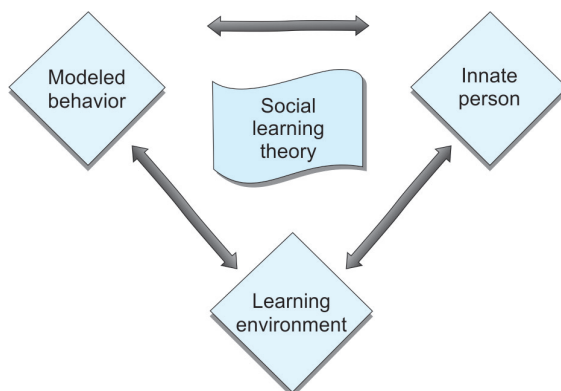 Modeled
behavior
Innate
person
Social
learning
theory
Learning
environment